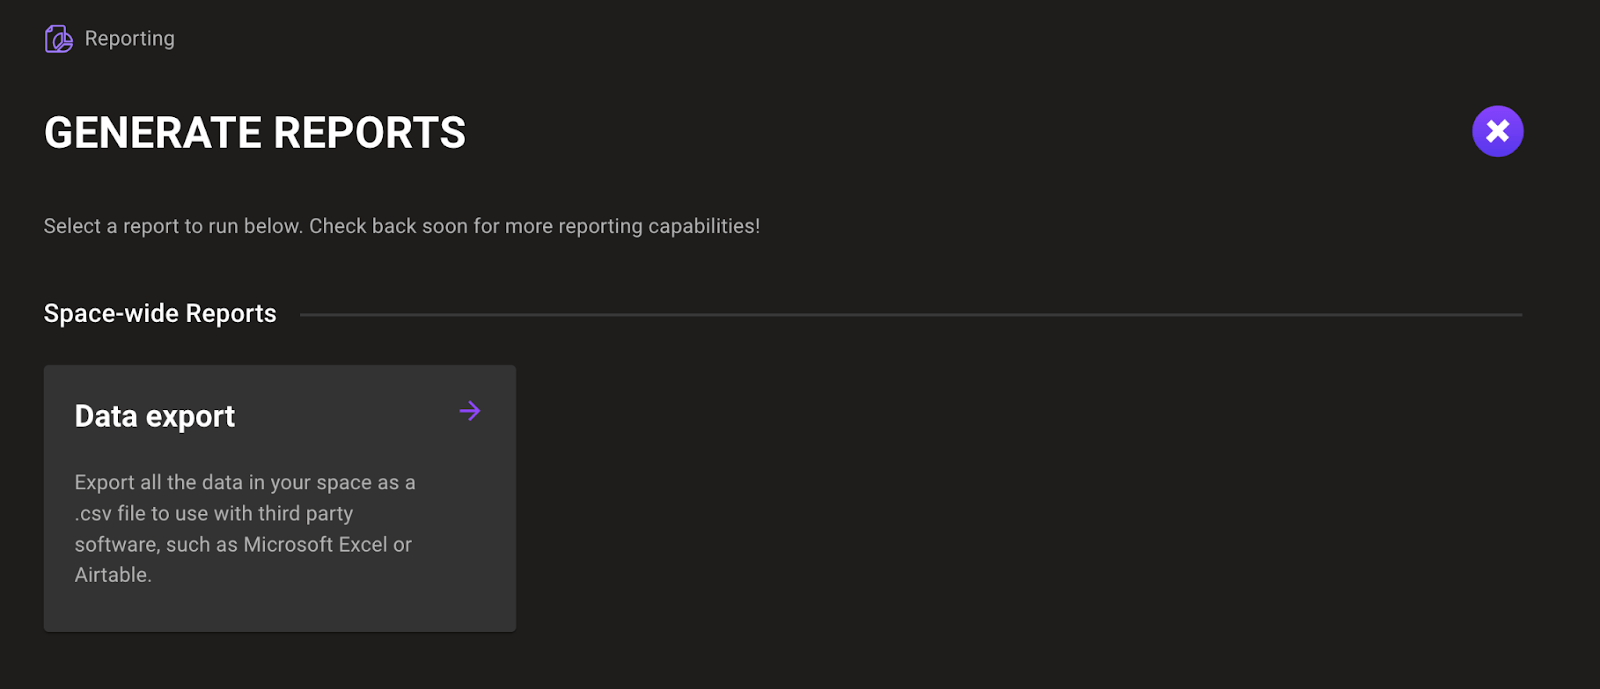 Reporting
GENERATE REPORTS
Select a report to run below. Check back soon for more reporting capabilities!
Space-wide Reports
Data export
Export all the data in your space as a
.csv file to use with third party
software, such as Microsoft Excel or
Airtable.